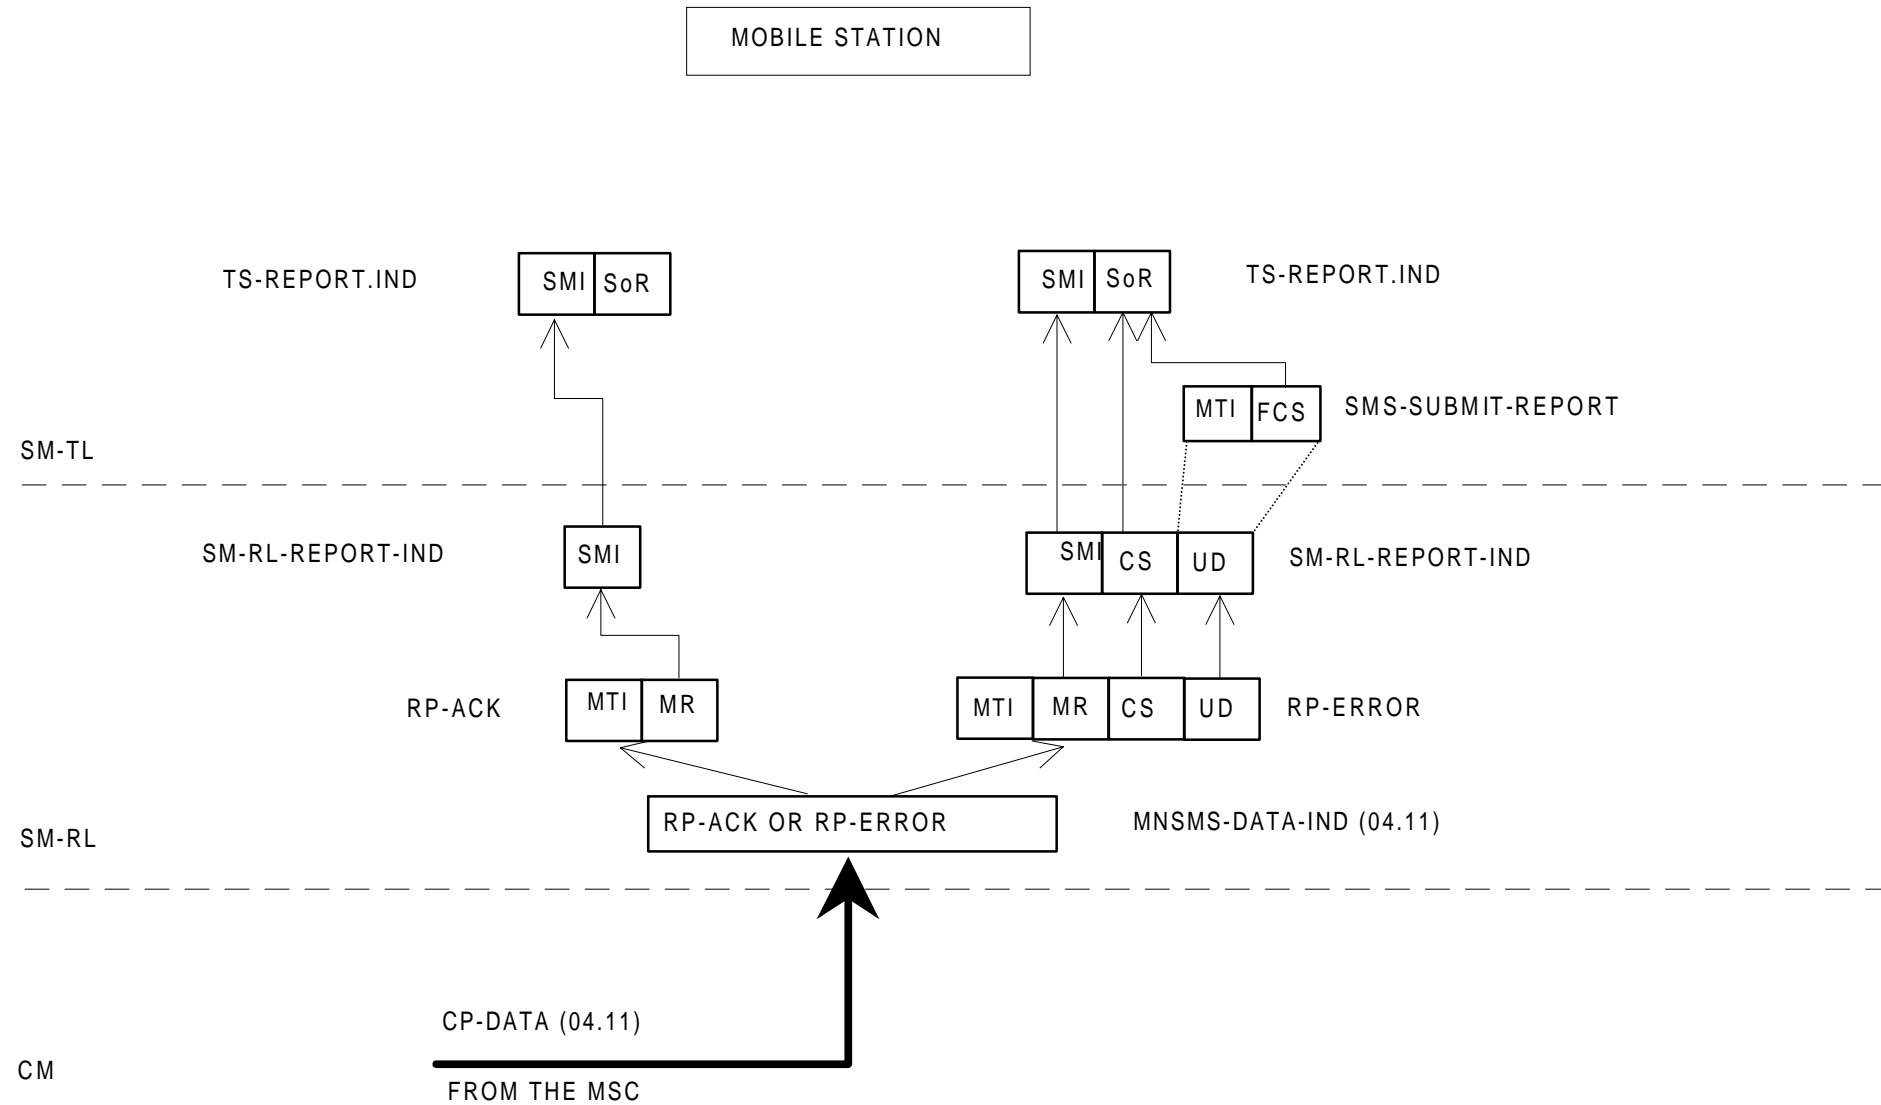 MOBILE STATION
TS-REPORT.IND
SMI SoR
SMI SoR
TS-REPORT.IND
MTI FCS
SMS-SUBMIT-REPORT
SM-TL
SM-RL-REPORT-IND
SMI
SMI CS UD
SM-RL-REPORT-IND
RP-ACK
MTI MR
MTI MR CS UD
RP-ERROR
RP-ACK OR RP-ERROR
MNSMS-DATA-IND (04.11)
SM-RL
CP-DATA (04.11)
CM
FROM THE MSC